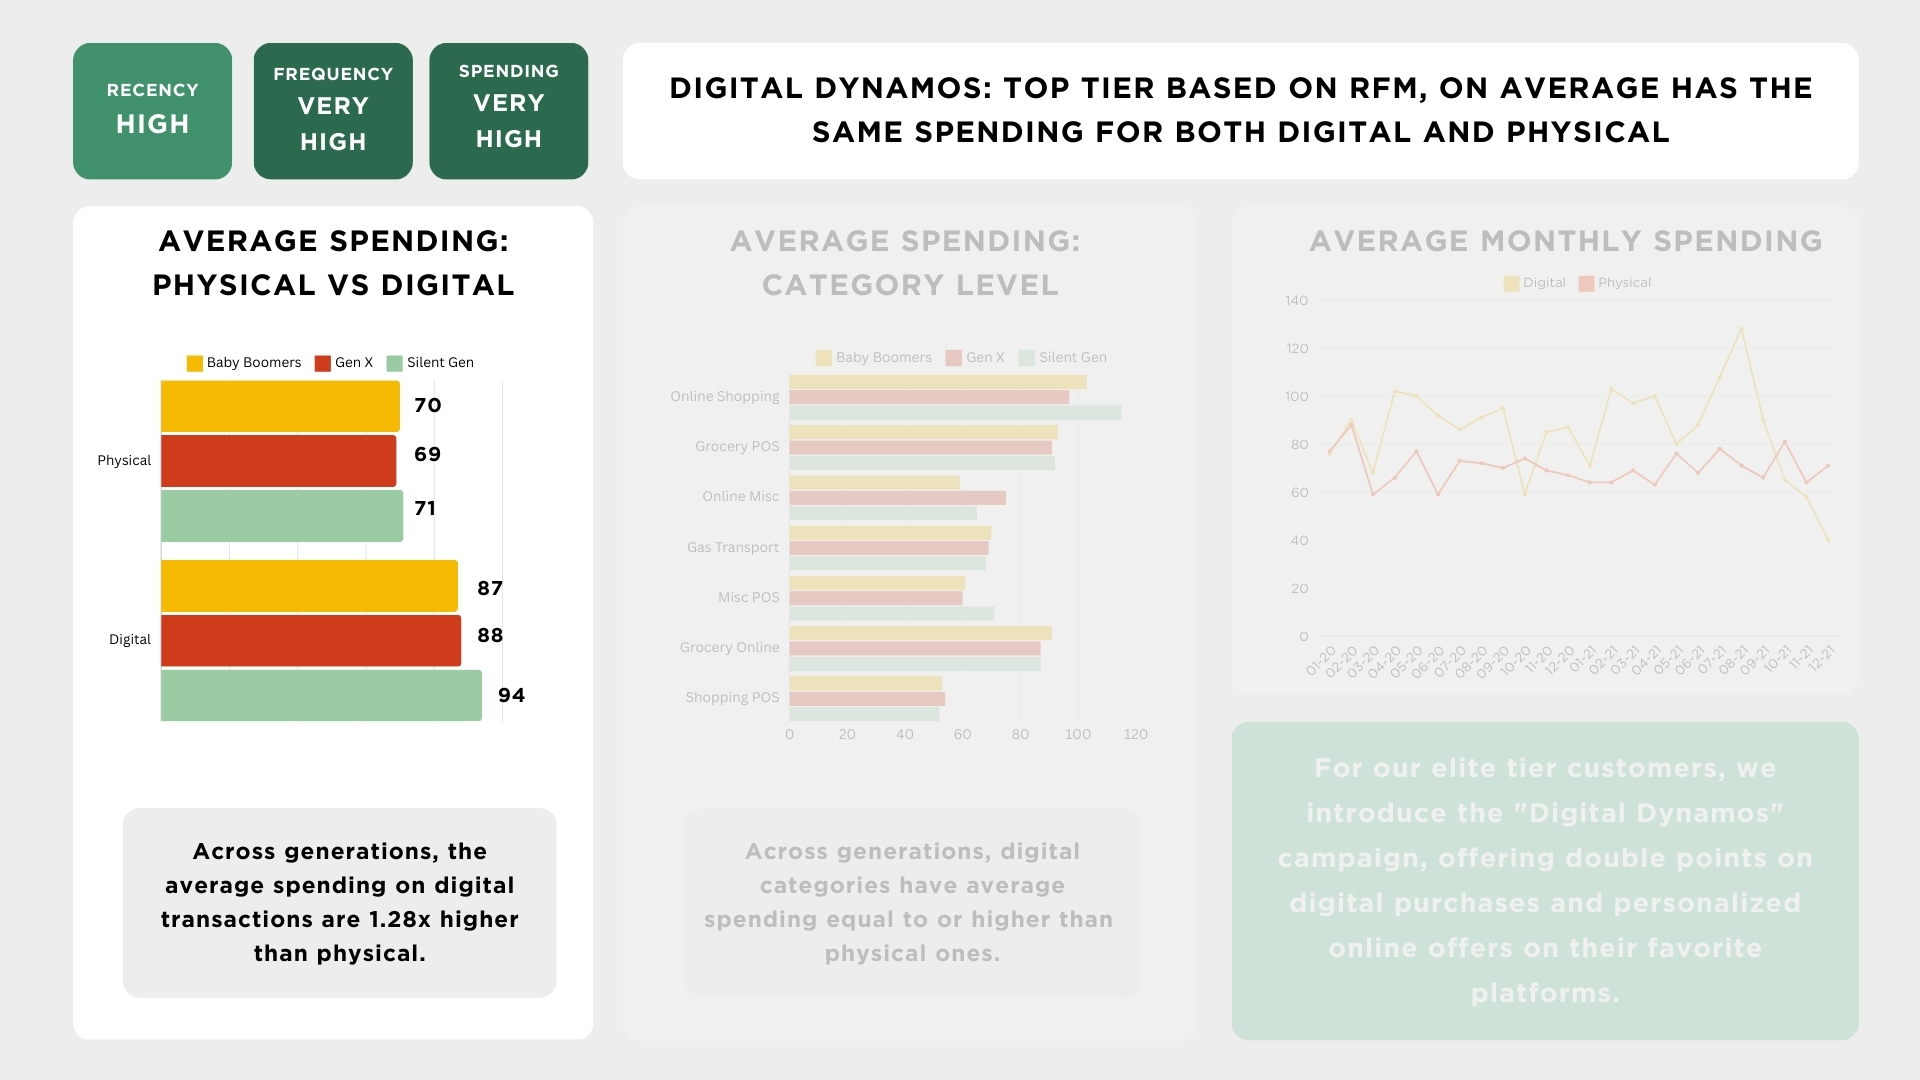 RECENCY
HIGH
FREQUENCY
VERY
HIGH
SPENDING
VERY
HIGH
DIGITAL DYNAMOS: TOP TIER BASED ON RFM, ON AVERAGE HAS THE
SAME SPENDING FOR BOTH DIGITAL AND PHYSICAL
AVERAGE SPENDING:
PHYSICAL VS DIGITAL
Baby Boomers Gen X Silent Gen
Physical
70
69
71
Digital
87
88
94
Across generations, the
average spending on digital
transactions are 1.28x higher
than physical.
AVERAGE SPENDING:
CATEGORY LEVEL
Baby Boomers Gen X Silent Gen
Online Shopping
Grocery POS
Online Misc
Gas Transport
Misc POS
Grocery Online
Shopping POS
0 20 40 60 80 100 120
Across generations, digital
categories have average
spending equal to or higher than
physical ones.
AVERAGE MONTHLY SPENDING
Digital Physical
140
120
100
80
60
40
20
0
01-20 02-20 03-20 04-20 05-20 06-20 07-20 08-20 09-20 10-20 11-20 12-20 01-21 02-21 03-21 04-21 05-21 06-21 07-21 08-21 09-21 10-21 11-21 12-21
For our elite tier customers, we
introduce the "Digital Dynamos"
campaign, offering double points on
digital purchases and personalized
online offers on their favorite
platforms.